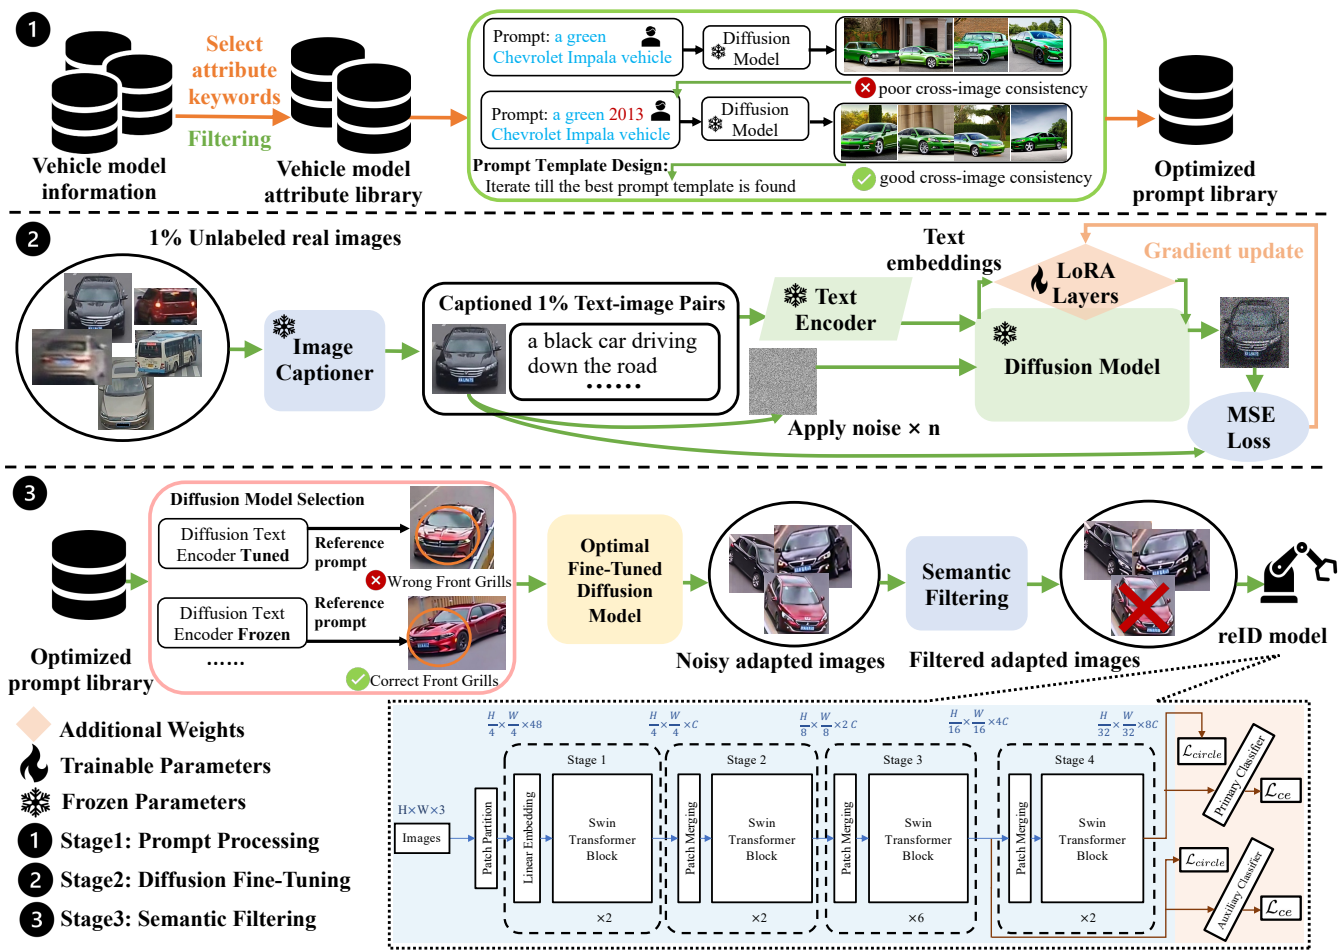 1
Select
attribute
keywords
Filtering
Vehicle model
information
Vehicle model
attribute library
Prompt: a green
Chevrolet Impala vehicle
Diffusion
Model
poor cross-image consistency
Prompt: a green 2013
Chevrolet Impala vehicle
Diffusion
Model
good cross-image consistency
Prompt Template Design:
Iterate till the best prompt template is found
Optimized
prompt library
2
1% Unlabeled real images
Image
Captioner
Captioned 1% Text-image Pairs
a black car driving
down the road
……
Text
Encoder
Apply noise × n
Text
embeddings
LoRA
Layers
Gradient update
Diffusion Model
MSE
Loss
3
Optimized
prompt library
Diffusion Model Selection
Diffusion Text
Encoder Tuned
Reference
prompt
Wrong Front Grills
Diffusion Text
Encoder Frozen
Reference
prompt
……
Correct Front Grills
Optimal
Fine-Tuned
Diffusion
Model
Noisy adapted images
Semantic
Filtering
Filtered adapted images
reID model
Additional Weights
Trainable Parameters
Frozen Parameters
1 Stage1: Prompt Processing
2 Stage2: Diffusion Fine-Tuning
3 Stage3: Semantic Filtering
H/4 × W/4 × 48
H/4 × W/4 × C
H/8 × W/8 × 2 C
H/16 × W/16 × 4C
H/32 × W/32 × 8C
H×W×3
Images
Patch Partition
Stage 1
Linear Embedding
Swin
Transformer
Block
×2
Stage 2
Patch Merging
Swin
Transformer
Block
×2
Stage 3
Patch Merging
Swin
Transformer
Block
×6
Stage 4
Patch Merging
Swin
Transformer
Block
×2
ℒcircle
Primary Classifier
ℒce
ℒcircle
Auxiliary Classifier
ℒce